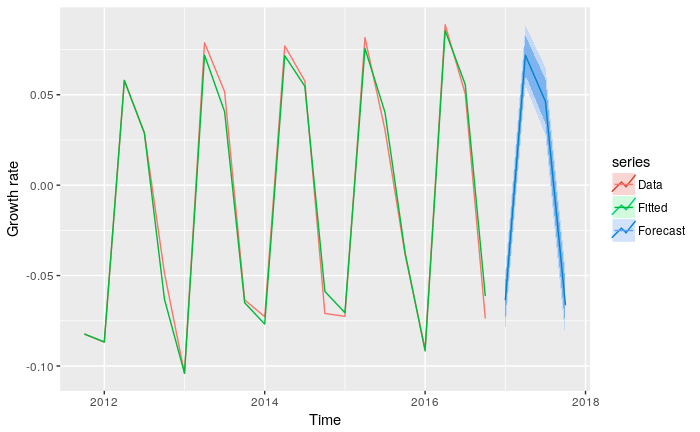 0.05
0.00
-0.05
-0.10
Growth rate
2012
2014
2016
2018
Time
series
Data
Fitted
Forecast